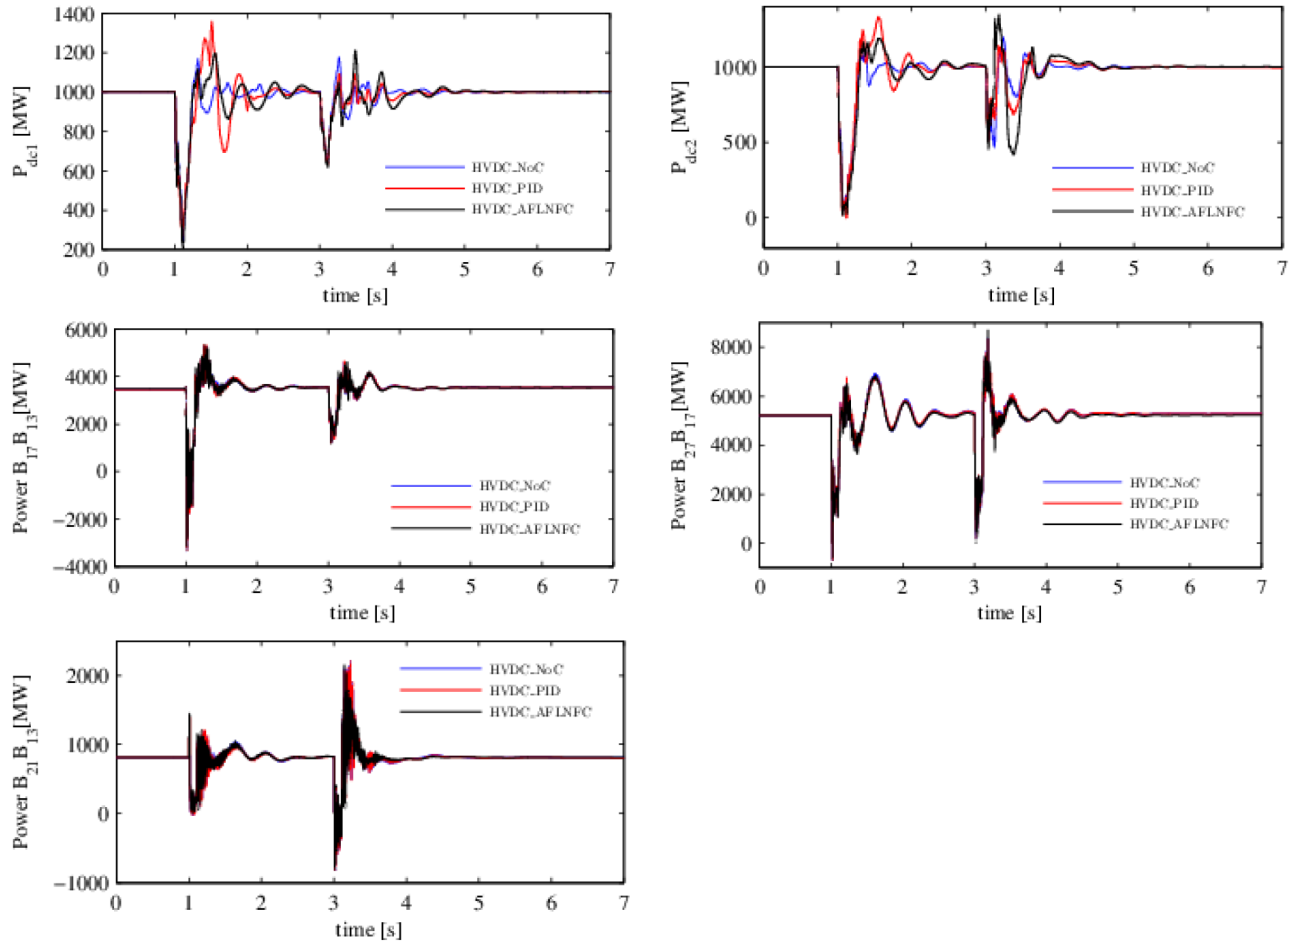 P_dc1 [MW]
1400
1200
1000
800
600
400
200
HVDC_NoC
HVDC_PID
HVDC_AFLNFC
0 1 2 3 4 5 6 7
time [s]
P_dc2 [MW]
1000
500
0
HVDC_NoC
HVDC_PID
HVDC_AFLNFC
0 1 2 3 4 5 6 7
time [s]
Power B_17 B_13[MW]
6000
4000
2000
0
−2000
−4000
HVDC_NoC
HVDC_PID
HVDC_AFLNFC
0 1 2 3 4 5 6 7
time [s]
Power B_27 B_17[MW]
8000
6000
4000
2000
0
HVDC_NoC
HVDC_PID
HVDC_AFLNFC
0 1 2 3 4 5 6 7
time [s]
Power B_21 B_13[MW]
2000
1000
0
−1000
HVDC_NoC
HVDC_PID
HVDC_AFLNFC
0 1 2 3 4 5 6 7
time [s]